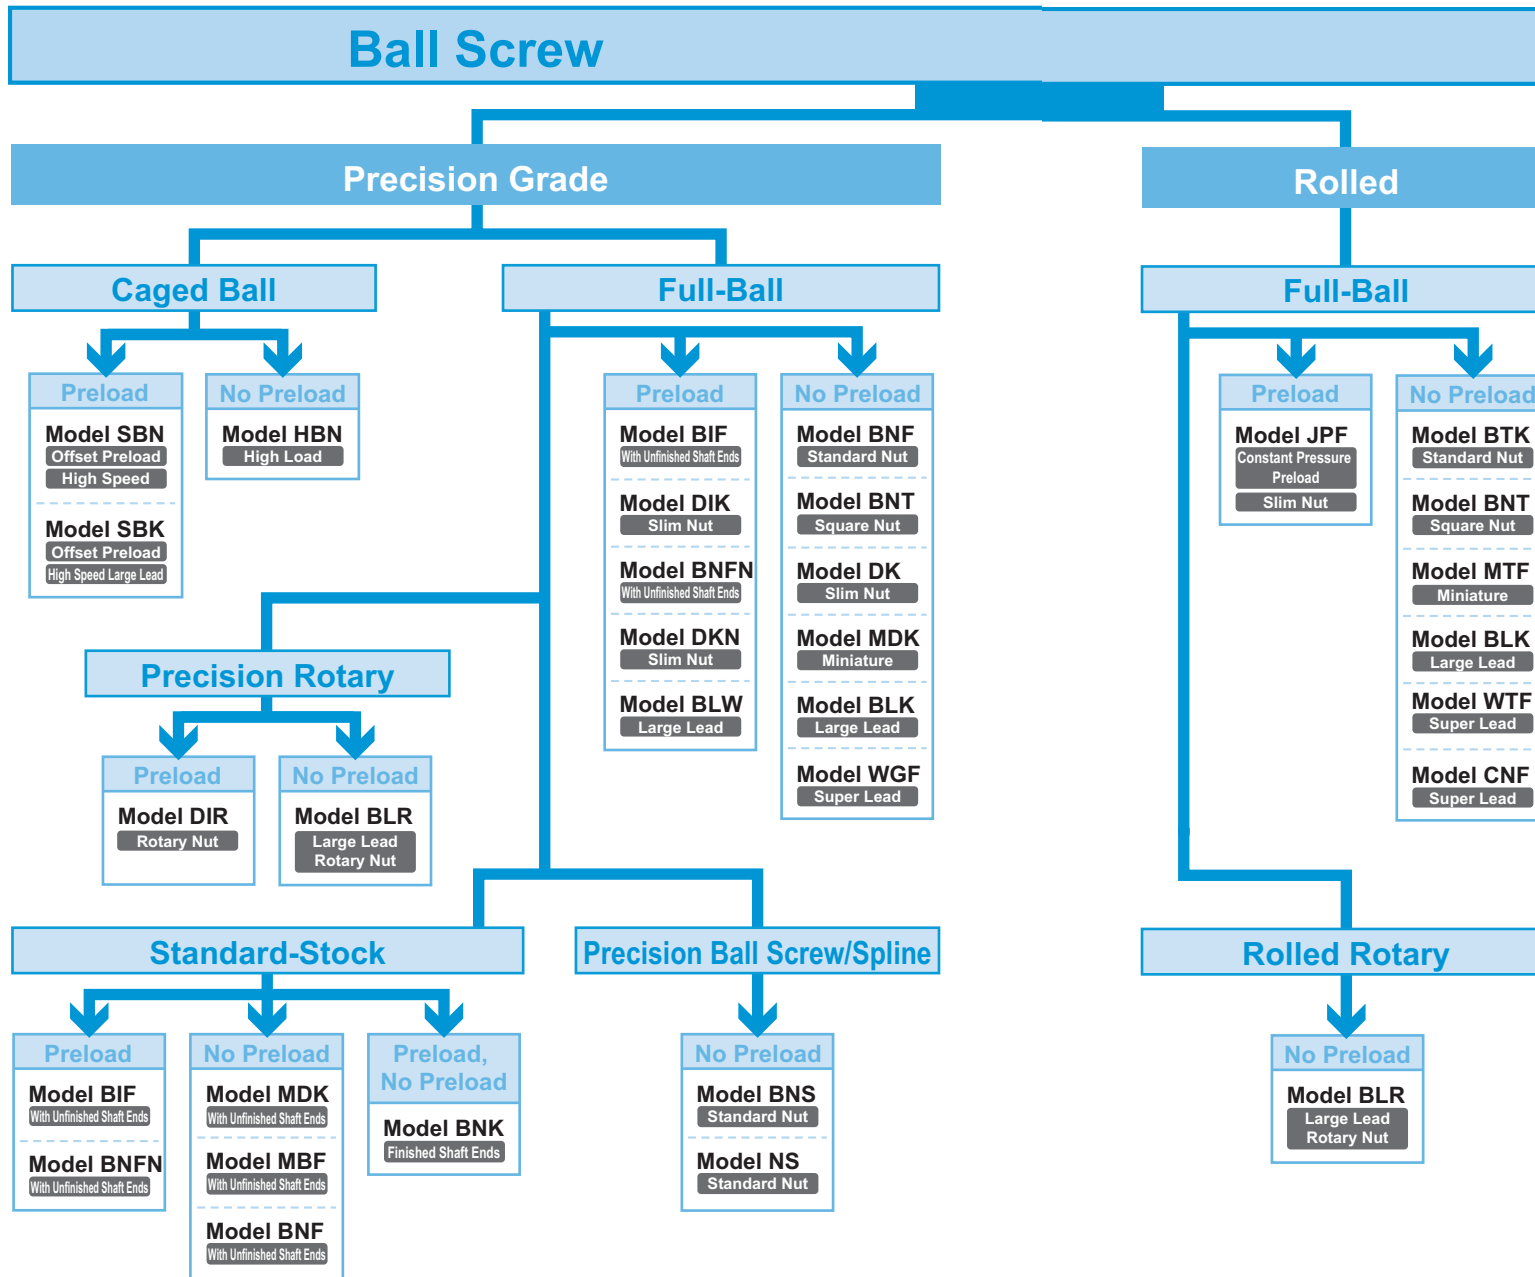 Ball Screw
Precision Grade
Rolled
Caged Ball
Full-Ball
Full-Ball
Preload
Model SBN
Offset Preload
High Speed
Model SBK
Offset Preload
High Speed Large Lead
No Preload
Model HBN
High Load
Preload
Model BIF
With Unfinished Shaft Ends
Model DIK
Slim Nut
Model BNFN
With Unfinished Shaft Ends
Model DKN
Slim Nut
Model BLW
Large Lead
No Preload
Model BNF
Standard Nut
Model BNT
Square Nut
Model DK
Slim Nut
Model MDK
Miniature
Model BLK
Large Lead
Model WGF
Super Lead
Preload
Model JPF
Constant Pressure
Preload
Slim Nut
No Preload
Model BTK
Standard Nut
Model BNT
Square Nut
Model MTF
Miniature
Model BLK
Large Lead
Model WTF
Super Lead
Model CNF
Super Lead
Precision Rotary
Preload
Model DIR
Rotary Nut
No Preload
Model BLR
Large Lead
Rotary Nut
Standard-Stock
Precision Ball Screw/Spline
Rolled Rotary
Preload
Model BIF
With Unfinished Shaft Ends
Model BNFN
With Unfinished Shaft Ends
No Preload
Model MDK
With Unfinished Shaft Ends
Model MBF
With Unfinished Shaft Ends
Model BNF
With Unfinished Shaft Ends
Preload,
No Preload
Model BNK
Finished Shaft Ends
No Preload
Model BNS
Standard Nut
Model NS
Standard Nut
No Preload
Model BLR
Large Lead
Rotary Nut